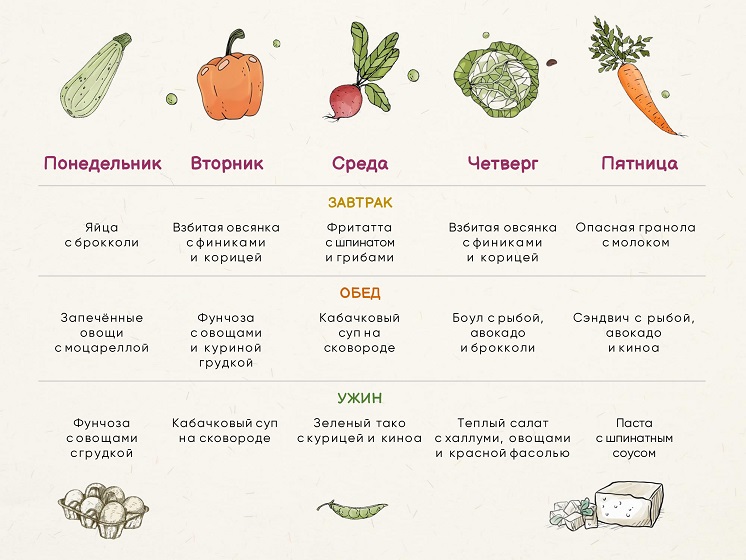 Понедельник Вторник Среда Четверг Пятница
ЗАВТРАК
Яйца
с брокколи
Взбитая овсянка
с финиками
и корицей
Фритатта
с шпинатом
и грибами
Взбитая овсянка
с финиками
и корицей
Опасная гранола
с молоком
ОБЕД
Запечённые
овощи
с моцареллой
Фунчоза
с овощами
и куриной
грудкой
Кабачковый
суп на
сковороде
Боул с рыбой,
авокадо
и брокколи
Сэндвич с рыбой,
авокадо
и киноа
УЖИН
Фунчоза
с овощами
с грудкой
Кабачковый суп
на сковороде
Зеленый тако
с курицей и киноа
Теплый салат
с халлуми, овощами
и красной фасолью
Паста
с шпинатным
соусом